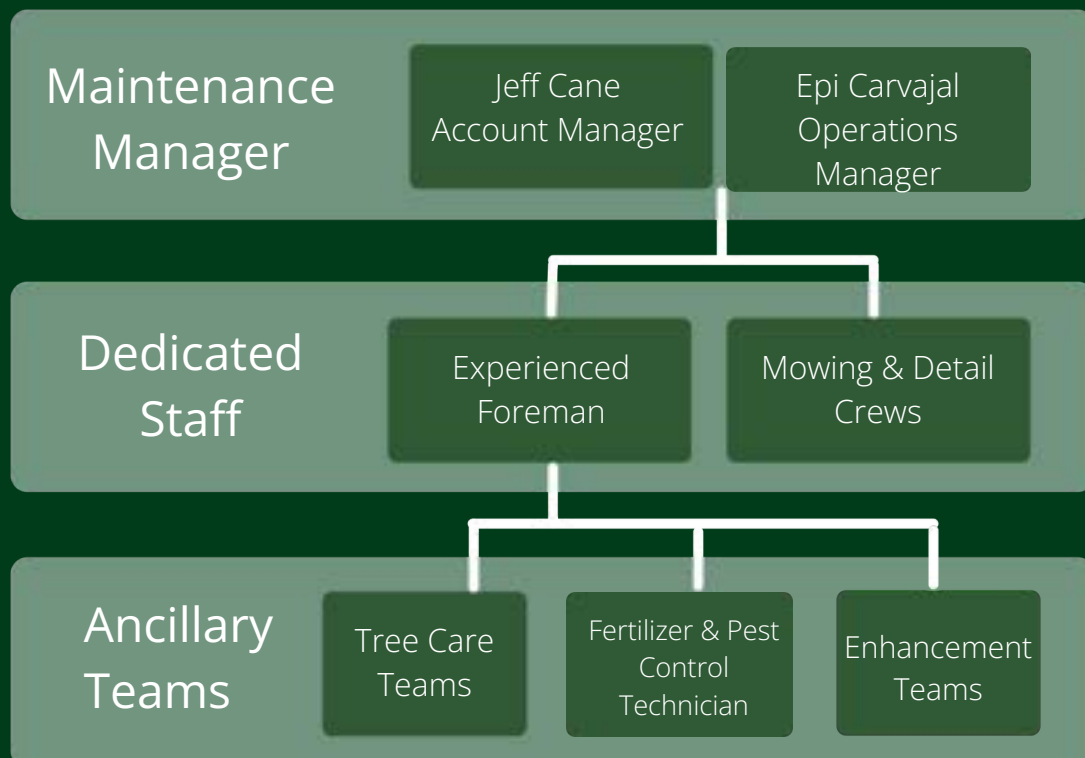 Maintenance
Manager
Jeff Cane
Account Manager
Epi Carvajal
Operations
Manager
Dedicated
Staff
Experienced
Foreman
Mowing & Detail
Crews
Ancillary
Teams
Tree Care
Teams
Fertilizer & Pest
Control
Technician
Enhancement
Teams